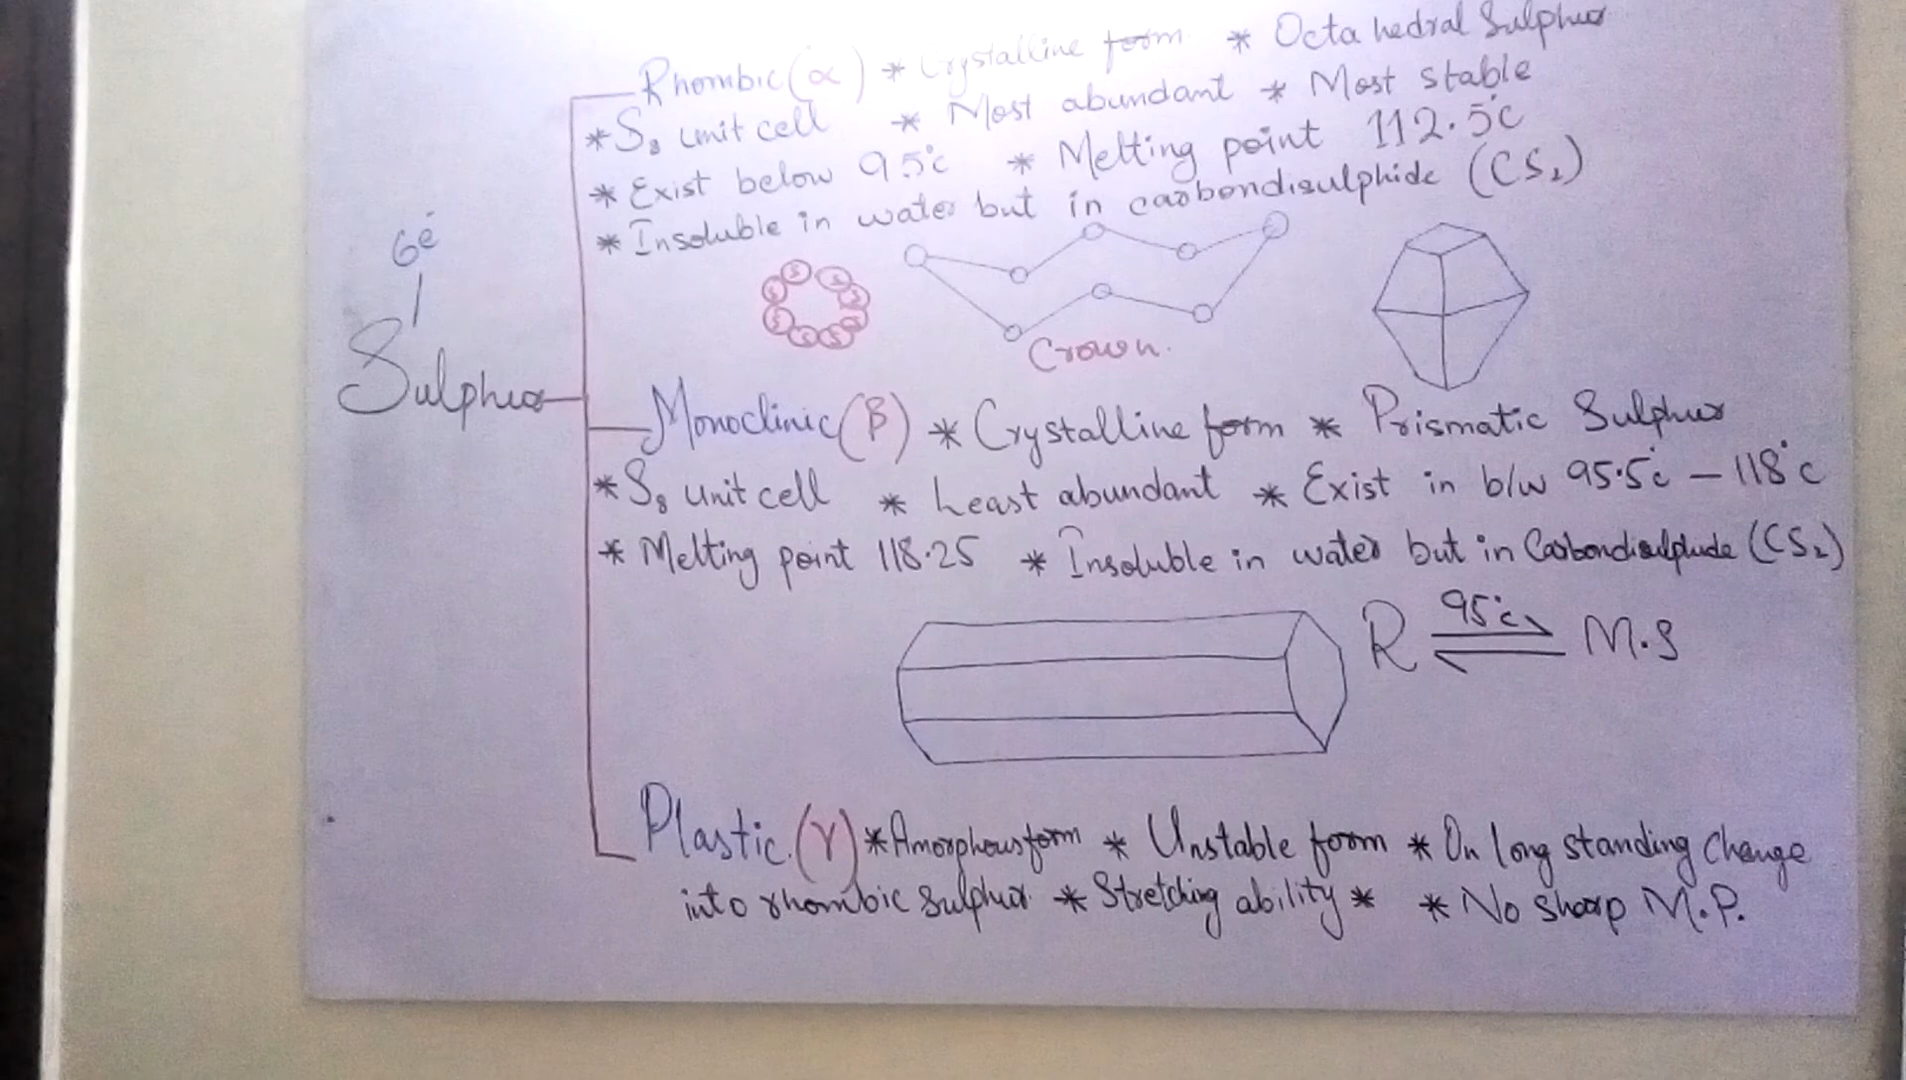 Rhombic (α) * Crystalline form * Octa hedral Sulphur
* S₈ unit cell * Most abundant * Most stable
* Exist below 95°c * Melting point 112.5°c
* Insoluble in water but in carbondisulphide (CS₂)
6e⁻
S S S S S S S S
Crown.
Sulphur
Monoclinic (β) * Crystalline form * Prismatic Sulphur
* S₈ unit cell * Least abundant * Exist in b/w 95.5°c – 118°c
* Melting point 118.25 * Insoluble in water but in Carbondisulphide (CS₂)
R ⇌ 95°c M.S
Plastic (γ) * Amorphous form * Unstable form * On long standing change
into rhombic sulphur. * Stretching ability * * No sharp M.P.